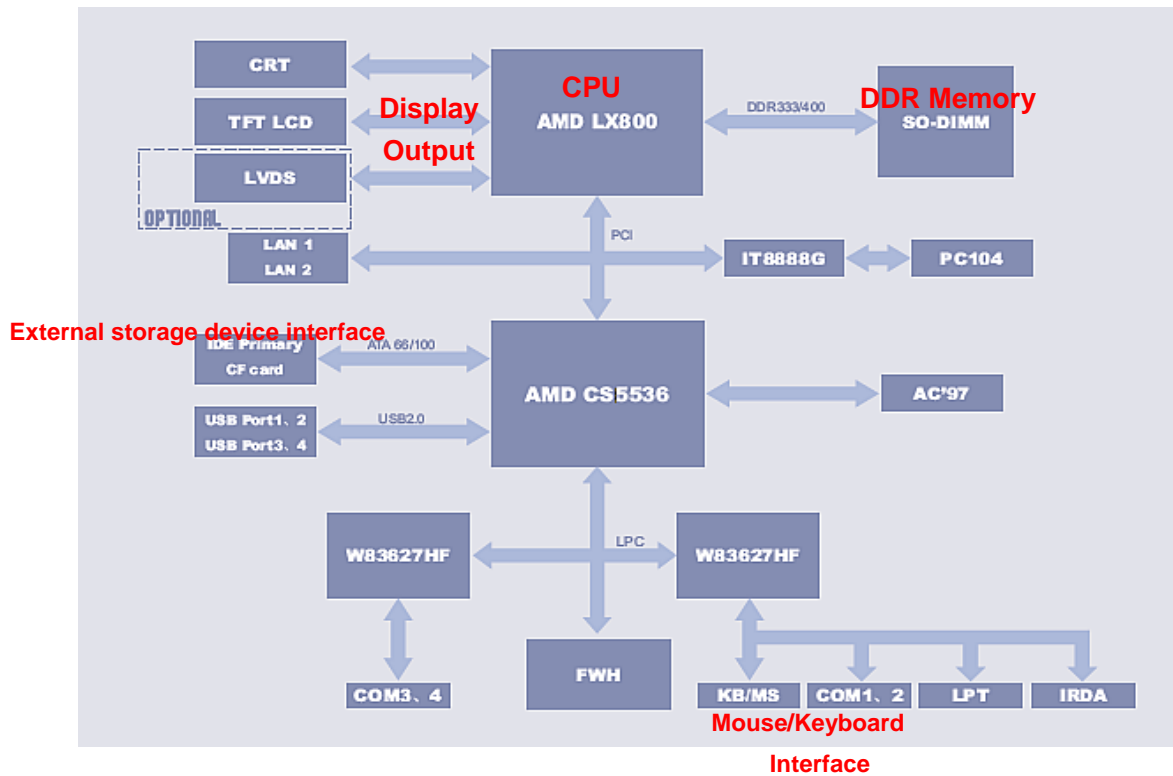 CRT
CPU
Display
TFT LCD
AMD LX800
DDR333/400
DDR Memory
SO-DIMM
Output
LVDS
OPTIONAL
LAN 1
LAN 2
PCI
IT8888G
PC104
External storage device interface
IDE Primary
CF card
ATA 66/100
AMD CS5536
AC'97
USB Port1、2
USB Port3、4
USB2.0
W83627HF
LPC
W83627HF
FWH
COM3、4
KB/MS
COM1、2
LPT
IRDA
Mouse/Keyboard
Interface